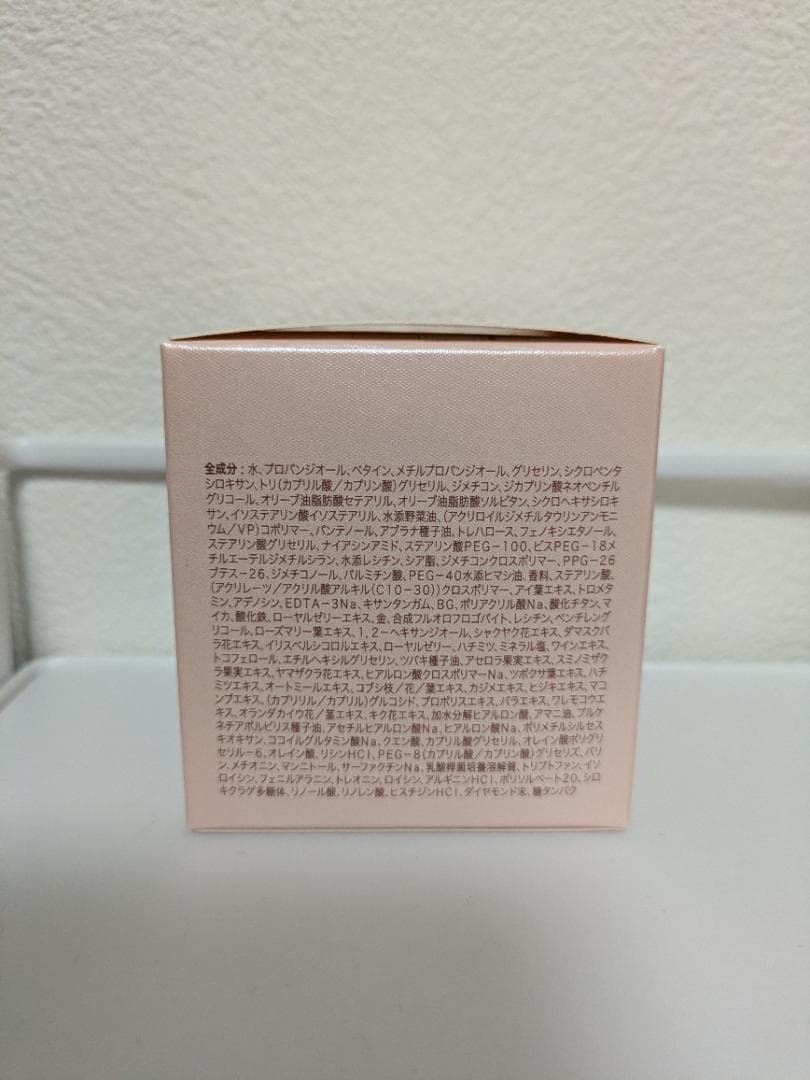 全成分：水、プロパンジオール、ベタイン、メチルプロパンジオール、グリセリン、シクロペンタ
シロキサン、トリ(カプリル酸／カプリン酸)グリセリル、ジメチコン、ジカプリン酸ネオペンチル
グリコール、オリーブ油脂肪酸セテアリル、オリーブ油脂肪酸ソルビタン、シクロヘキサシロキ
サン、イソステアリン酸イソステアリル、水添野菜油、(アクリロイルジメチルタウリンアンモニ
ウム／VP)コポリマー、パンテノール、アブラナ種子油、トレハロース、フェノキシエタノール、
ステアリン酸グリセリル、ナイアシンアミド、ステアリン酸PEG-100、ビスPEG-18メ
チルエーテルジメチルシラン、水添レシチン、シア脂、ジメチコンクロスポリマー、PPG-26
ブテス-26、ジメチコノール、パルミチン酸、PEG-40水添ヒマシ油、香料、ステアリン酸、
(アクリレーツ／アクリル酸アルキル(C10-30))クロスポリマー、アイ葉エキス、トロメタ
ミン、アデノシン、EDTA-3Na、キサンタンガム、BG、ポリアクリル酸Na、酸化チタン、マ
イカ、酸化鉄、ローヤルゼリーエキス、金、合成フルオロフロゴパイト、レシチン、ペンチレング
リコール、ローズマリー葉エキス、1,2-ヘキサンジオール、シャクヤク花エキス、ダマスクバ
ラ花エキス、イリスベルシコロルエキス、ローヤルゼリー、ハチミツ、ミネラル塩、ワインエキス、
トコフェロール、エチルヘキシルグリセリン、ツバキ種子油、アセロラ果実エキス、スミノミザク
ラ果実エキス、ヤマザクラ花エキス、ヒアルロン酸クロスポリマーNa、ツボクサ葉エキス、ハチ
ミツエキス、オートミールエキス、コブシ枝／花／葉エキス、カジメエキス、ヒジキエキス、マコ
ンブエキス、(カプリリル／カプリル)グルコシド、プロポリスエキス、バラエキス、ワレモコウエ
キス、オランダカイウ花／茎エキス、キク花エキス、加水分解ヒアルロン酸、アマニ油、プルケ
ネチアボルビリス種子油、アセチルヒアルロン酸Na、ヒアルロン酸Na、ポリメチルシルセス
キオキサン、ココイルグルタミン酸Na、クエン酸、カプリル酸グリセリル、オレイン酸ポリグリ
セリル-6、オレイン酸、リシンHCl、PEG-8(カプリル酸／カプリン酸)グリセリズ、バリ
ン、メチオニン、マンニトール、サーファクチンNa、乳酸桿菌培養溶解質、トリプトファン、イソ
ロイシン、フェニルアラニン、トレオニン、ロイシン、アルギニンHCl、ポリソルベート20、シロ
キクラゲ多糖体、リノール酸、リノレン酸、ヒスチジンHCl、ダイヤモンド末、糖タンパク